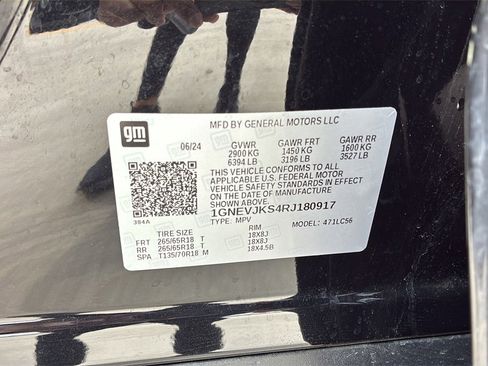 gm
MFD BY GENERAL MOTORS LLC
06/24 GVWR GAWR FRT GAWR RR
2900 KG 1450 KG 1600 KG
6394 LB 3196 LB 3527 LB
THIS VEHICLE CONFORMS TO ALL
APPLICABLE U.S. FEDERAL MOTOR
VEHICLE SAFETY STANDARDS IN EFFECT
ON THE DATE OF MANUFACTURE
SHOWN ABOVE.
1GNEVJKS4RJ180917
394A TYPE: MPV MODEL: 471LC56
TIRE SIZE RIM
FRT 265/65R18 T 18X8J
RR 265/65R18 T 18X8J
SPA T135/70R18 M 18X4.5B